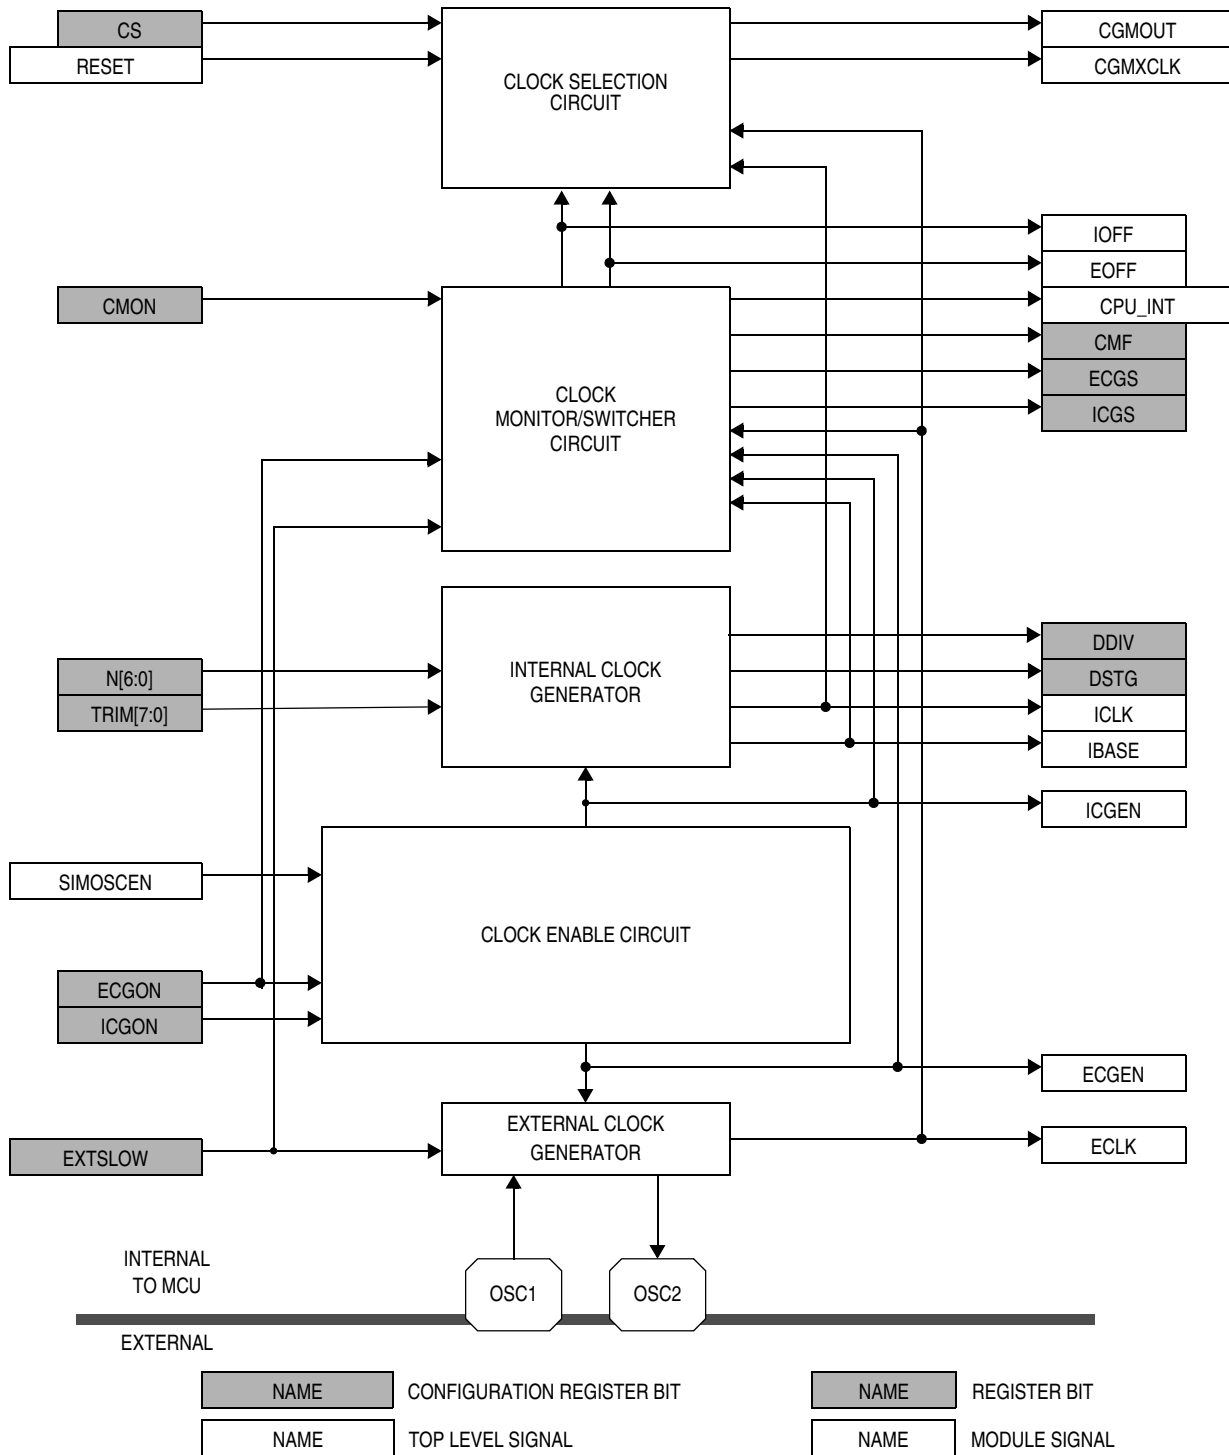 CS
RESET
CLOCK SELECTION
CIRCUIT
CGMOUT
CGMXCLK
IOFF
EOFF
CMON
CPU_INT
CMF
ECGS
ICGS
CLOCK
MONITOR/SWITCHER
CIRCUIT
N[6:0]
TRIM[7:0]
INTERNAL CLOCK
GENERATOR
DDIV
DSTG
ICLK
IBASE
ICGEN
SIMOSCEN
CLOCK ENABLE CIRCUIT
ECGON
ICGON
ECGEN
EXTSLOW
EXTERNAL CLOCK
GENERATOR
ECLK
INTERNAL
TO MCU
OSC1
OSC2
EXTERNAL
NAME CONFIGURATION REGISTER BIT
NAME REGISTER BIT
NAME TOP LEVEL SIGNAL
NAME MODULE SIGNAL